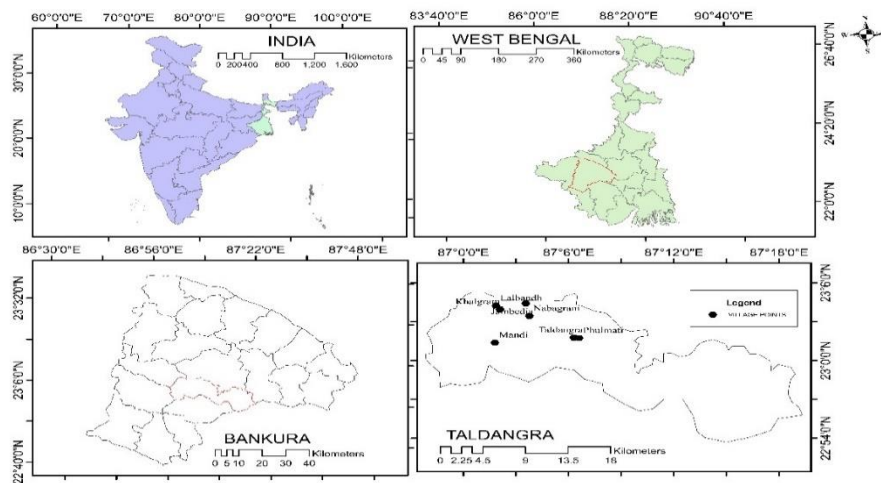 60°0'0"E 70°0'0"E 80°0'0"E 90°0'0"E 100°0'0"E
INDIA
Kilometers
0 200400 800 1,200 1,600
30°0'0"N
20°0'0"N
10°0'0"N
83°40'0"E 86°0'0"E 88°20'0"E 90°40'0"E
WEST BENGAL
Kilometers
0 45 90 180 270 360
26°40'0"N
24°20'0"N
22°0'0"N
N
W E
S
86°30'0"E 86°56'0"E 87°22'0"E 87°48'0"E
23°32'0"N
23°6'0"N
22°40'0"N
BANKURA
Kilometers
0 5 10 20 30 40
87°0'0"E 87°6'0"E 87°12'0"E 87°16'0"E
23°6'0"N
23°0'0"N
22°54'0"N
Khalgram Lalbandh
Nabagram
Mandi
Taldangra Phulmati
Legend
VILLAGE POINTS
TALDANGRA
Kilometers
0 2.25 4.5 9 13.5 18